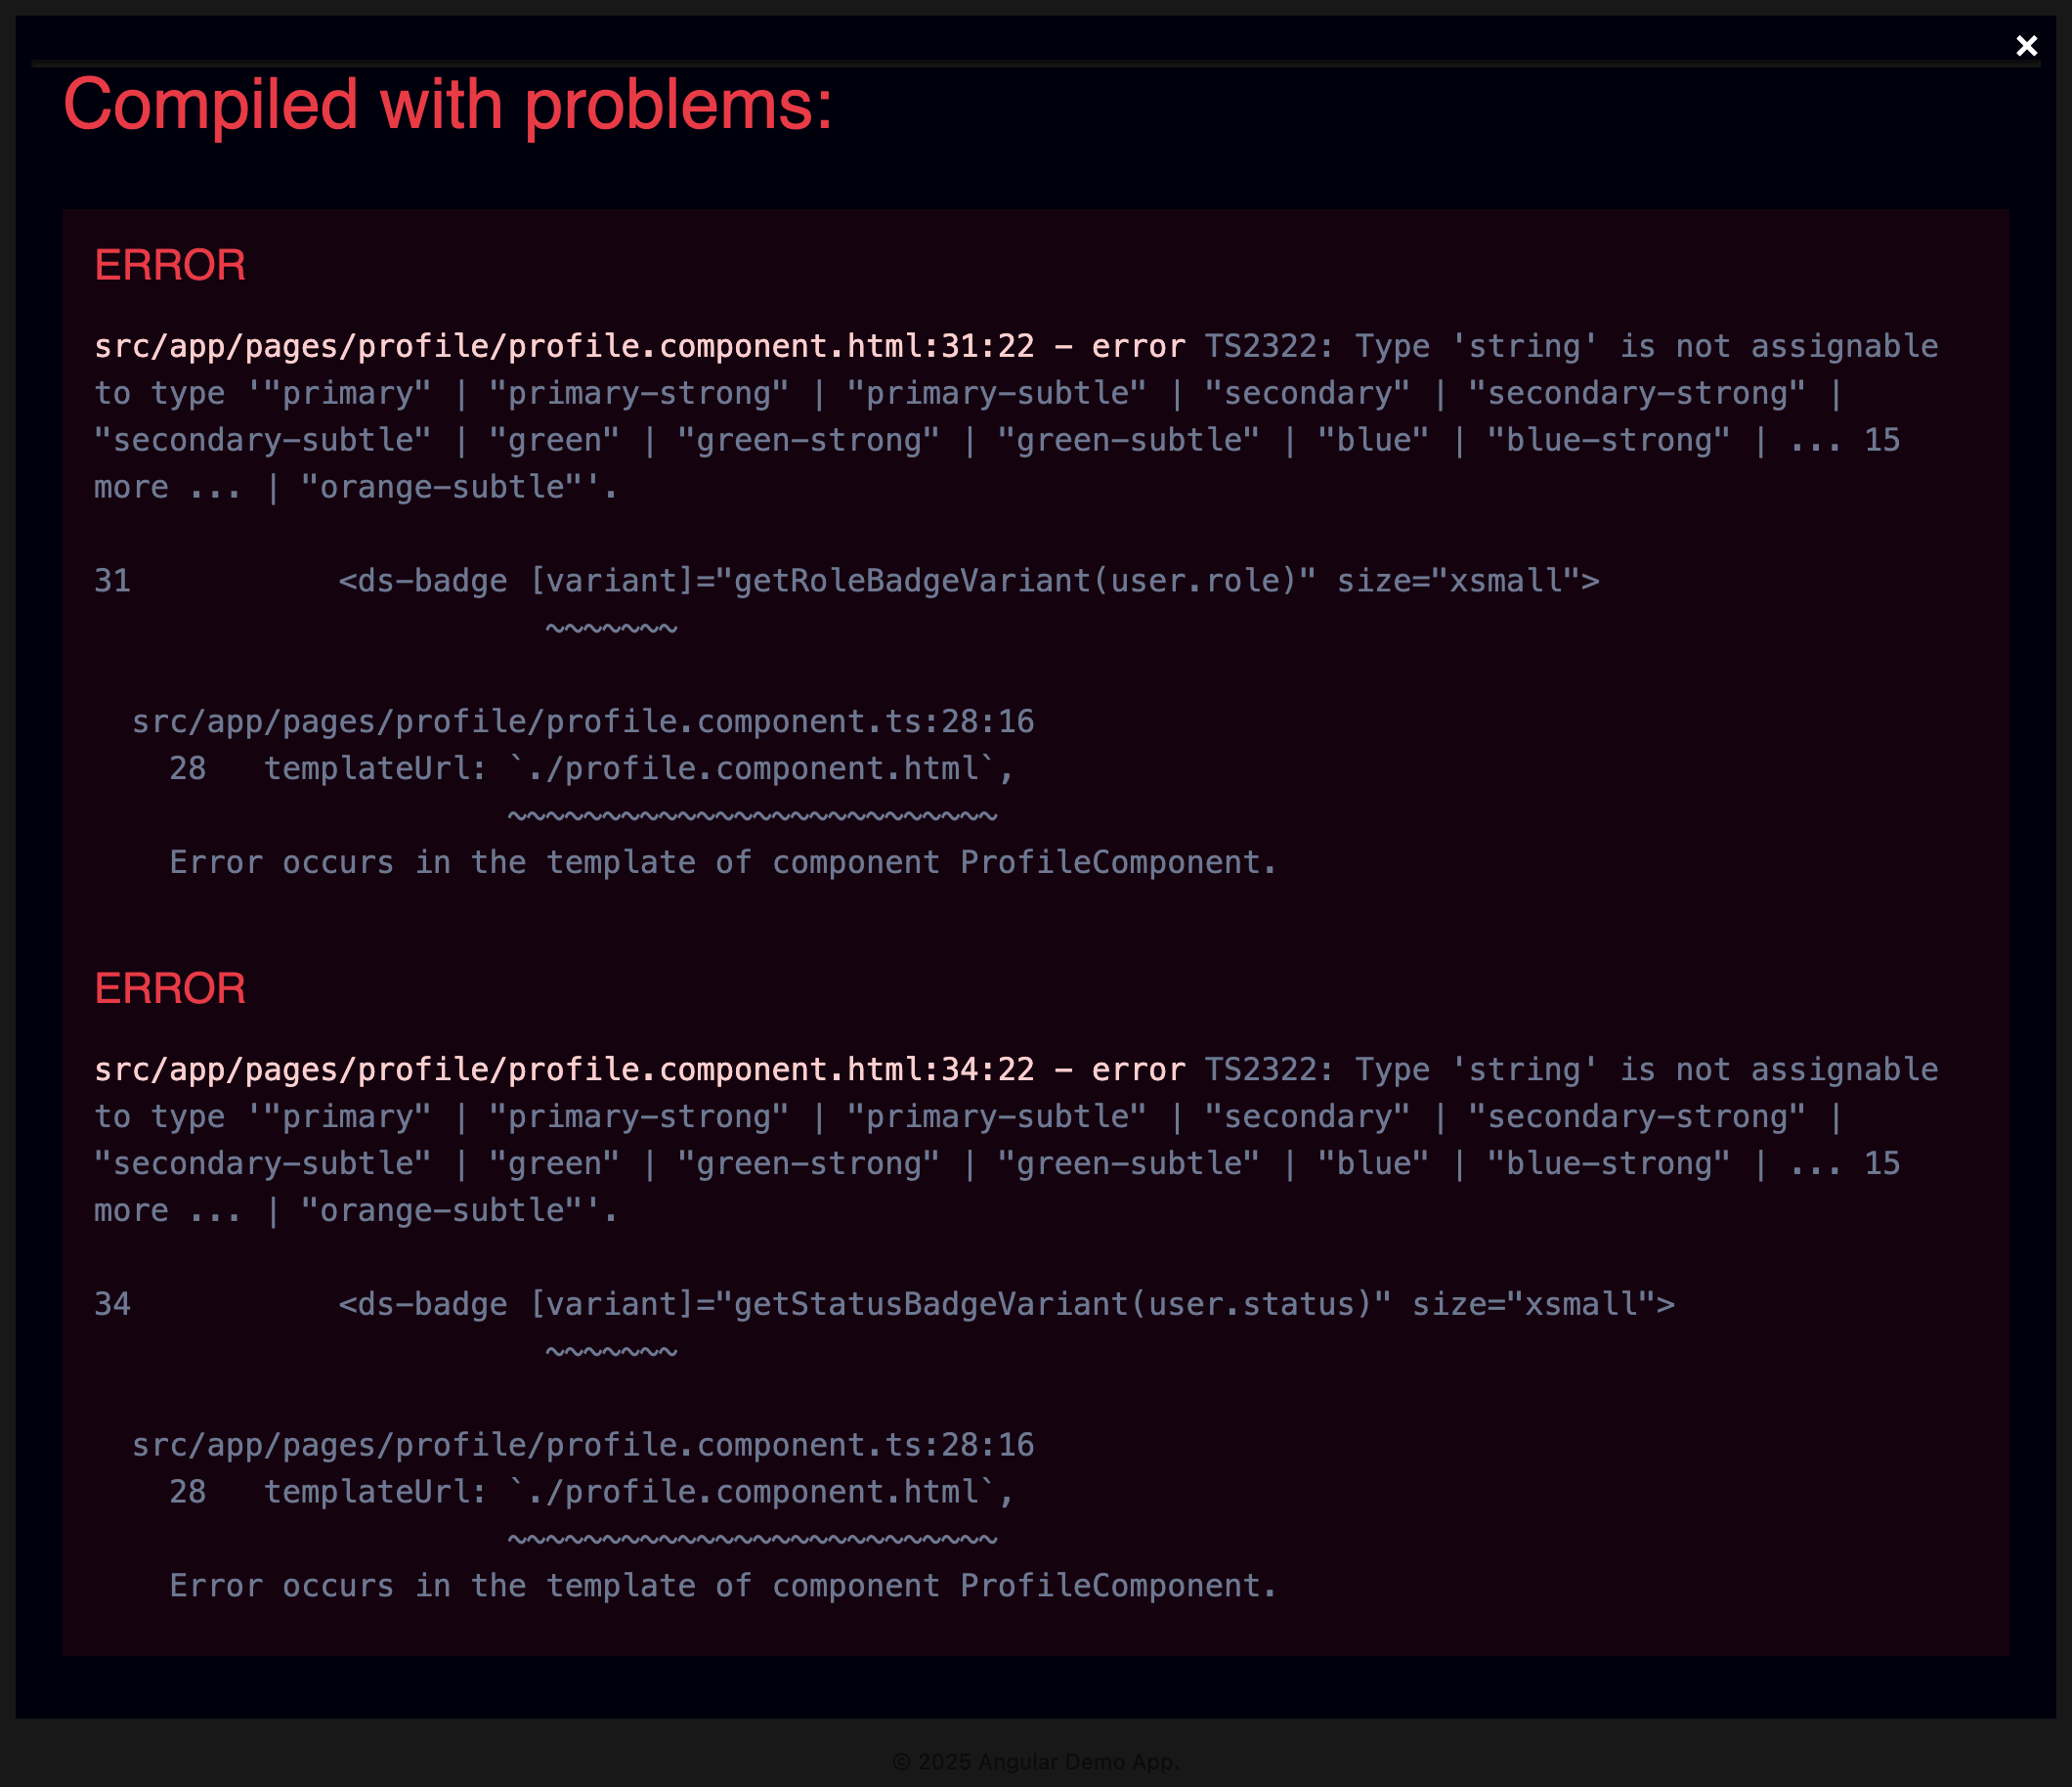 ×
Compiled with problems:
ERROR
src/app/pages/profile/profile.component.html:31:22 - error TS2322: Type 'string' is not assignable
to type '"primary" | "primary-strong" | "primary-subtle" | "secondary" | "secondary-strong" |
"secondary-subtle" | "green" | "green-strong" | "green-subtle" | "blue" | "blue-strong" | ... 15
more ... | "orange-subtle"'.
31           <ds-badge [variant]="getRoleBadgeVariant(user.role)" size="xsmall">
                        ~~~~~~~
  src/app/pages/profile/profile.component.ts:28:16
    28   templateUrl: `./profile.component.html`,
                      ~~~~~~~~~~~~~~~~~~~~~~~~~~
    Error occurs in the template of component ProfileComponent.
ERROR
src/app/pages/profile/profile.component.html:34:22 - error TS2322: Type 'string' is not assignable
to type '"primary" | "primary-strong" | "primary-subtle" | "secondary" | "secondary-strong" |
"secondary-subtle" | "green" | "green-strong" | "green-subtle" | "blue" | "blue-strong" | ... 15
more ... | "orange-subtle"'.
34           <ds-badge [variant]="getStatusBadgeVariant(user.status)" size="xsmall">
                        ~~~~~~~
  src/app/pages/profile/profile.component.ts:28:16
    28   templateUrl: `./profile.component.html`,
                      ~~~~~~~~~~~~~~~~~~~~~~~~~~
    Error occurs in the template of component ProfileComponent.
© 2025 Angular Demo App.